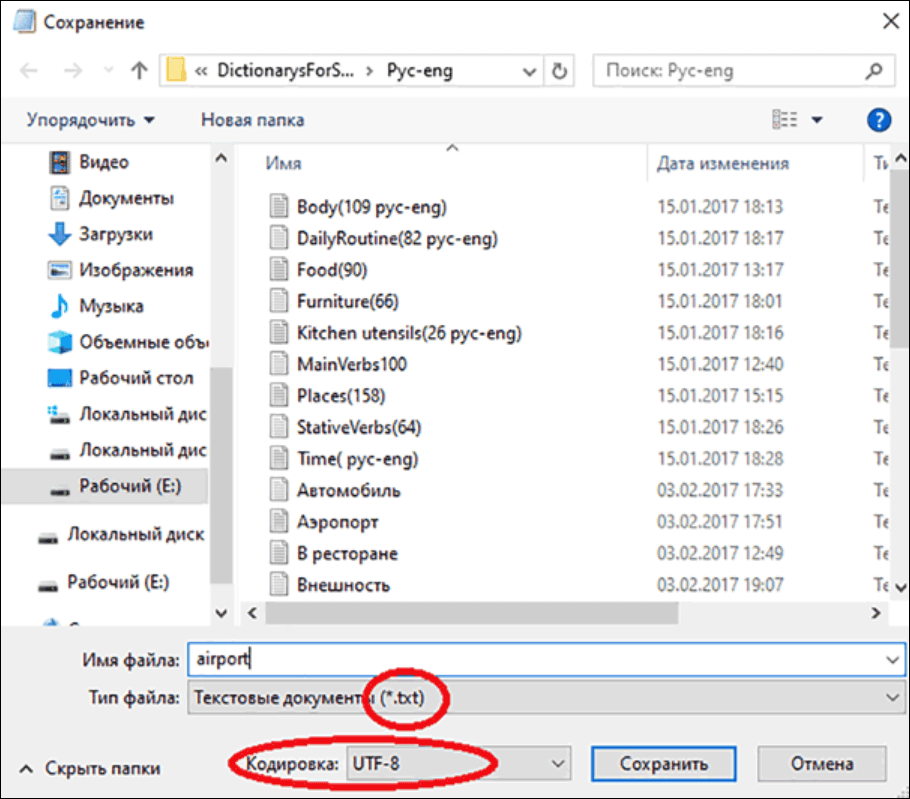 Сохранение
« DictionarysForS... › Рус-eng
Поиск: Рус-eng
Упорядочить
Новая папка
?
Видео
Документы
Загрузки
Изображения
Музыка
Объемные объ
Рабочий стол
Локальный дис
Локальный дис
Рабочий (E:)
Локальный диск
Рабочий (E:)
Имя Дата изменения Ти
Body(109 рус-eng) 15.01.2017 18:13 Те
DailyRoutine(82 рус-eng) 15.01.2017 18:17 Те
Food(90) 15.01.2017 13:17 Те
Furniture(66) 15.01.2017 18:01 Те
Kitchen utensils(26 рус-eng) 15.01.2017 18:16 Те
MainVerbs100 15.01.2017 12:40 Те
Places(158) 15.01.2017 15:15 Те
StativeVerbs(64) 15.01.2017 18:26 Те
Time( рус-eng) 15.01.2017 18:28 Те
Автомобиль 03.02.2017 17:33 Те
Аэропорт 03.02.2017 17:51 Те
В ресторане 03.02.2017 12:49 Те
Внешность 03.02.2017 19:07 Те
Имя файла: airport
Тип файла: Текстовые документы (*.txt)
Скрыть папки
Кодировка: UTF-8
Сохранить
Отмена